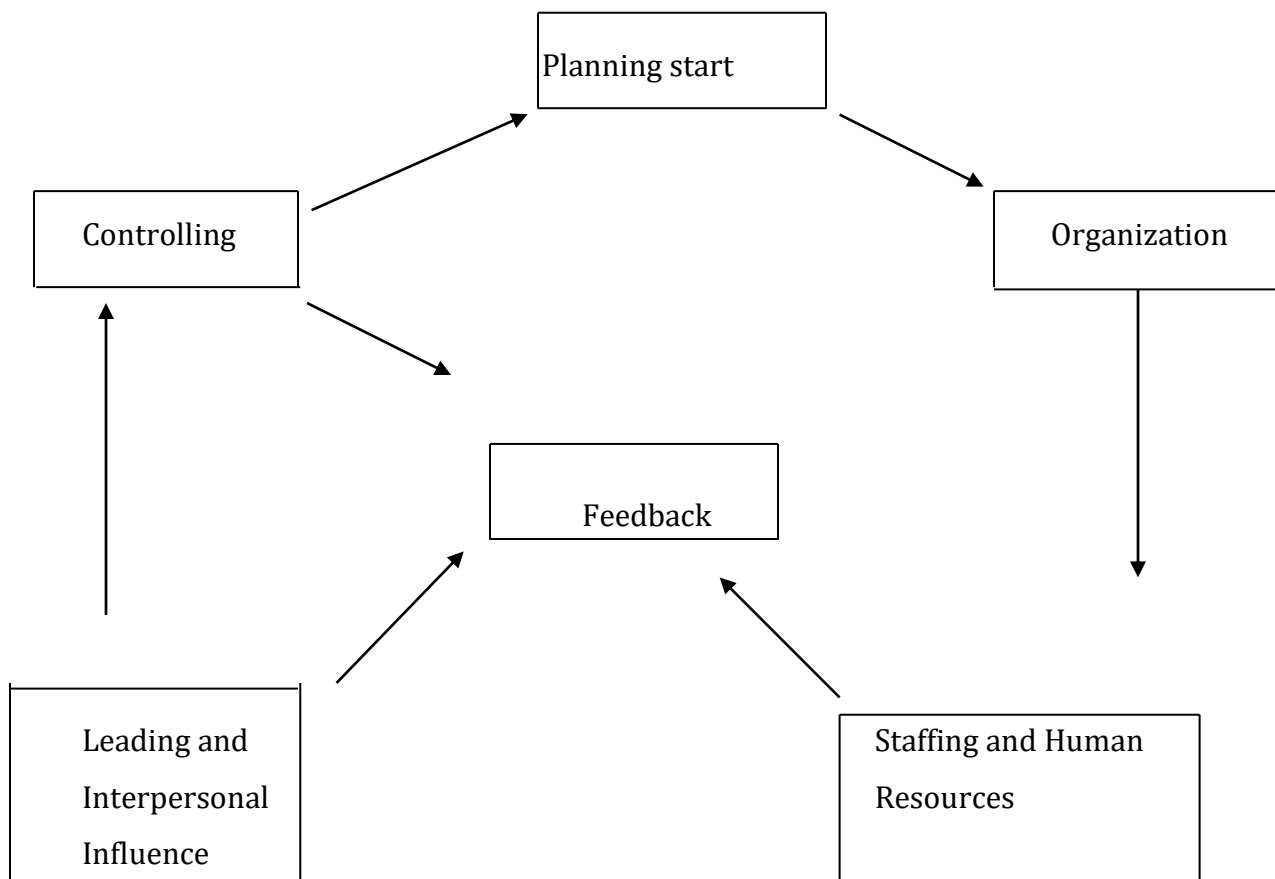 Planning start
Controlling
Organization
Feedback
Leading and
Interpersonal
Influence
Staffing and Human
Resources